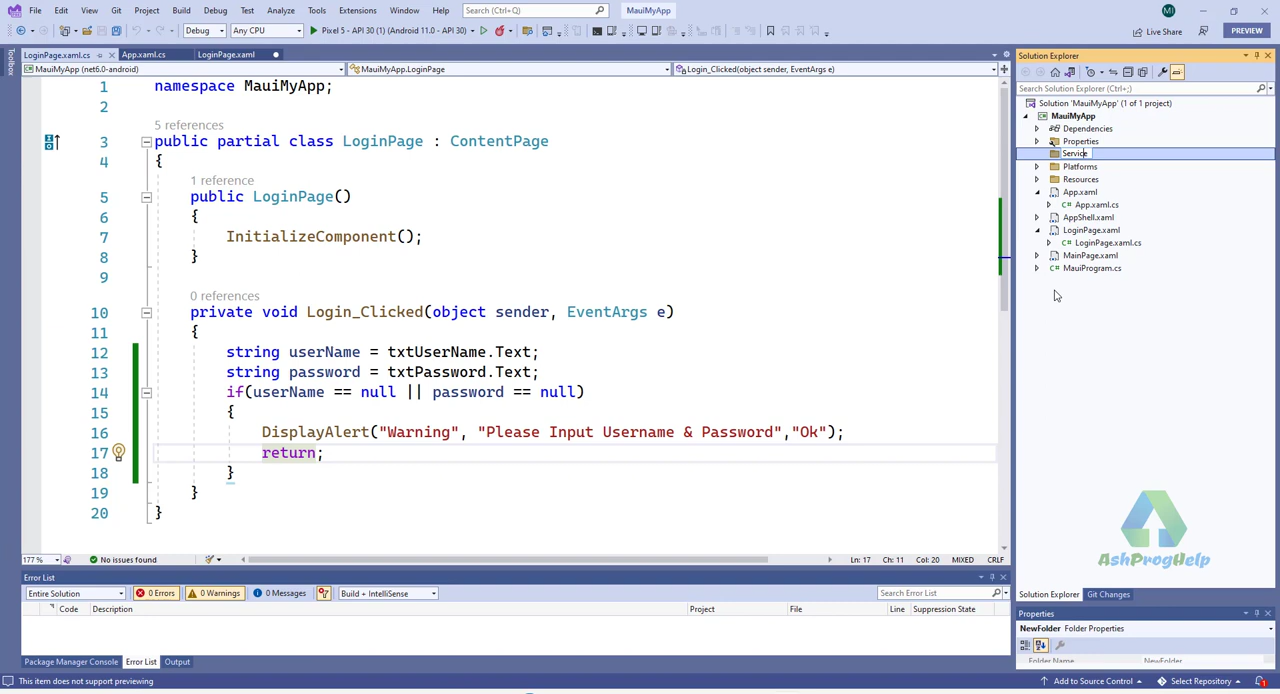 File Edit View Git Project Build Debug Test Analyze Tools Extensions Window Help Search (Ctrl+Q) MauiMyApp MI
Debug Any CPU Pixel 5 - API 30 (1) (Android 11.0 - API 30) Live Share PREVIEW
Toolbox
LoginPage.xaml.cs App.xaml.cs LoginPage.xaml
MauiMyApp (net6.0-android) MauiMyApp.LoginPage Login_Clicked(object sender, EventArgs e)
1 namespace MauiMyApp;
2
5 references
3 public partial class LoginPage : ContentPage
4 {
1 reference
5 public LoginPage()
6 {
7 InitializeComponent();
8 }
9
0 references
10 private void Login_Clicked(object sender, EventArgs e)
11 {
12 string userName = txtUserName.Text;
13 string password = txtPassword.Text;
14 if(userName == null || password == null)
15 {
16 DisplayAlert("Warning", "Please Input Username & Password","Ok");
17 return;
18 }
19 }
20 }
177 % No issues found Ln: 17 Ch: 11 Col: 20 MIXED CRLF
Error List
Entire Solution 0 Errors 0 Warnings 0 Messages Build + IntelliSense Search Error List
Code Description Project File Line Suppression State
Package Manager Console Error List Output
Solution Explorer
Search Solution Explorer (Ctrl+;)
Solution 'MauiMyApp' (1 of 1 project)
MauiMyApp
Dependencies
Properties
Service
Platforms
Resources
App.xaml
C# App.xaml.cs
AppShell.xaml
LoginPage.xaml
C# LoginPage.xaml.cs
MainPage.xaml
C# MauiProgram.cs
AshProgHelp
Solution Explorer Git Changes
Properties
NewFolder Folder Properties
Folder Name NewFolder
This item does not support previewing Add to Source Control Select Repository 1